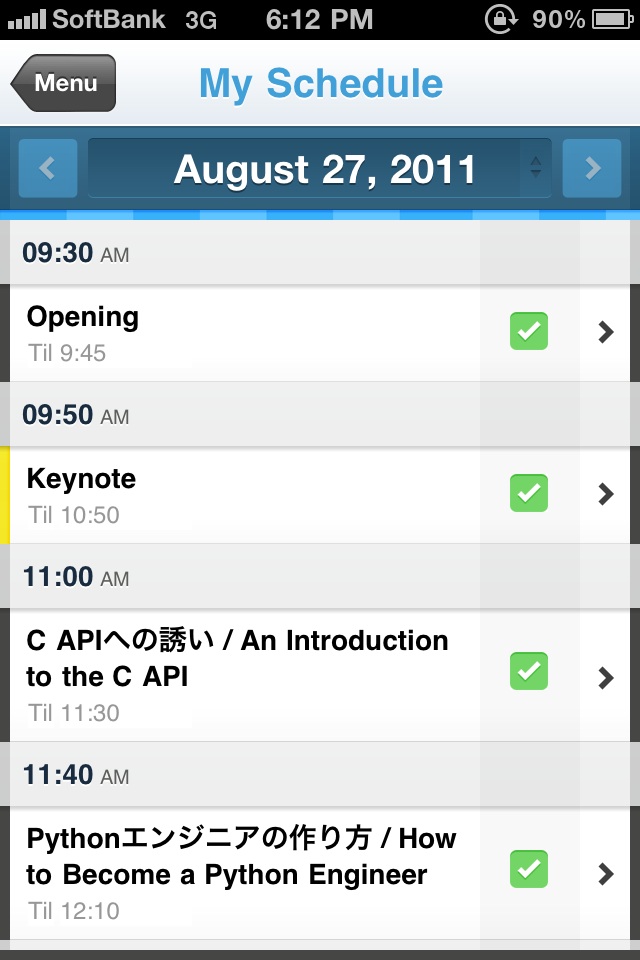 SoftBank 3G 6:12 PM 90%
Menu
My Schedule
August 27, 2011
09:30 AM
Opening
Til 9:45
09:50 AM
Keynote
Til 10:50
11:00 AM
C APIへの誘い / An Introduction
to the C API
Til 11:30
11:40 AM
Pythonエンジニアの作り方 / How
to Become a Python Engineer
Til 12:10